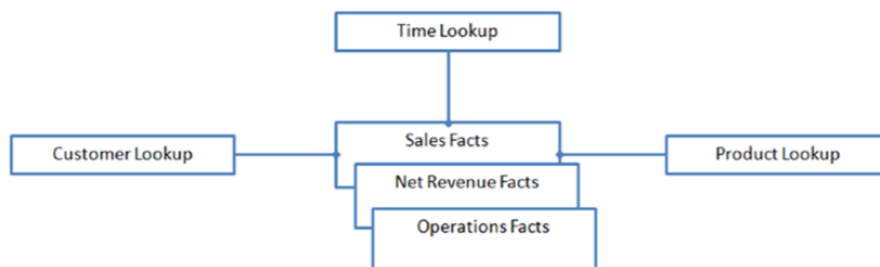 Time Lookup
Customer Lookup
Sales Facts
Product Lookup
Net Revenue Facts
Operations Facts